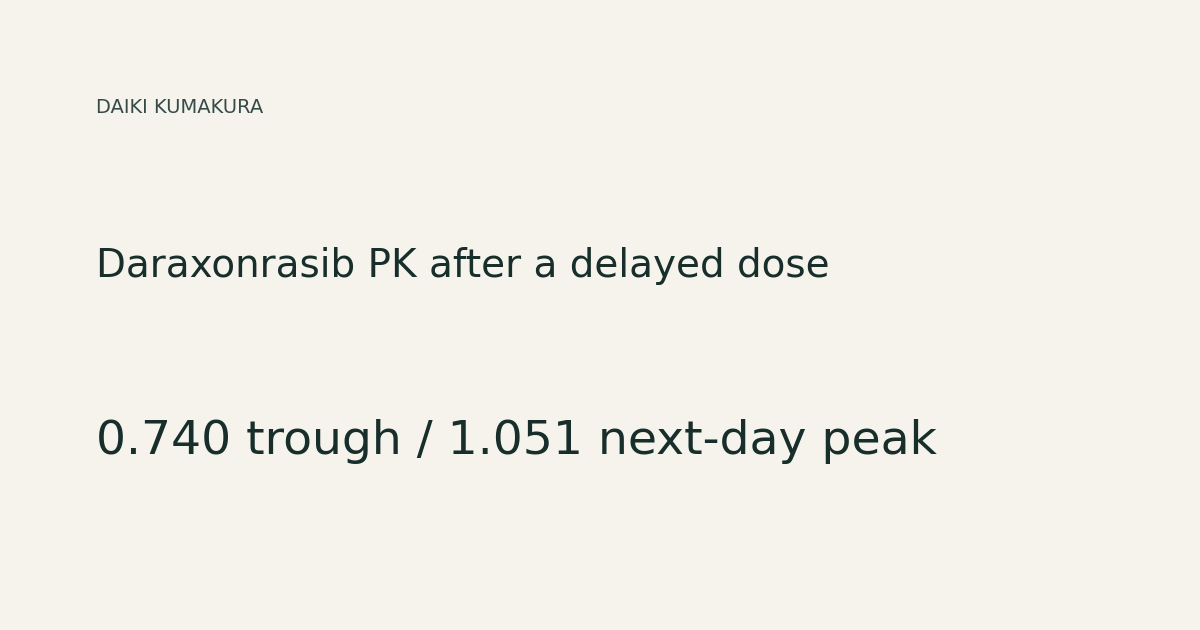 DAIKI KUMAKURA
Daraxonrasib PK after a delayed dose
0.740 trough / 1.051 next-day peak